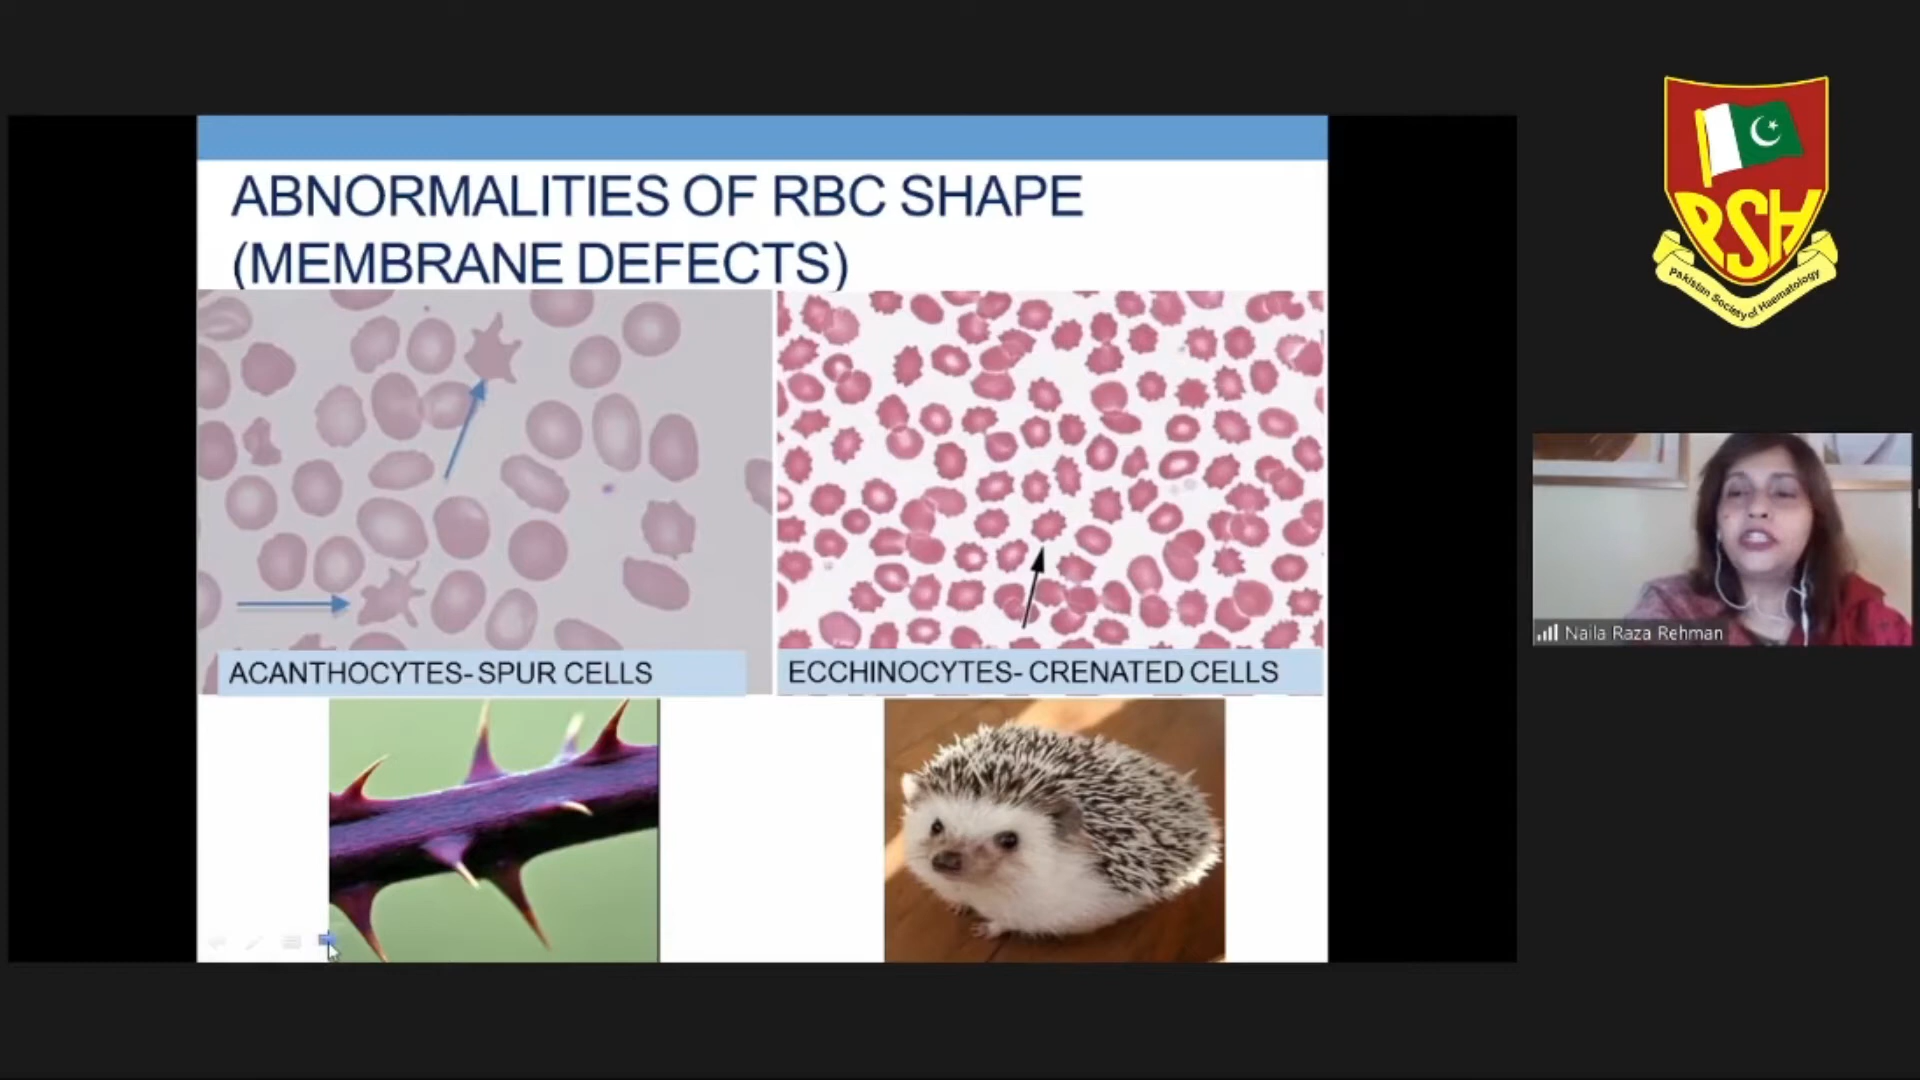 ABNORMALITIES OF RBC SHAPE
(MEMBRANE DEFECTS)
ACANTHOCYTES- SPUR CELLS
ECCHINOCYTES- CRENATED CELLS
PSH
Pakistan Society of Haematology
Naila Raza Rehman